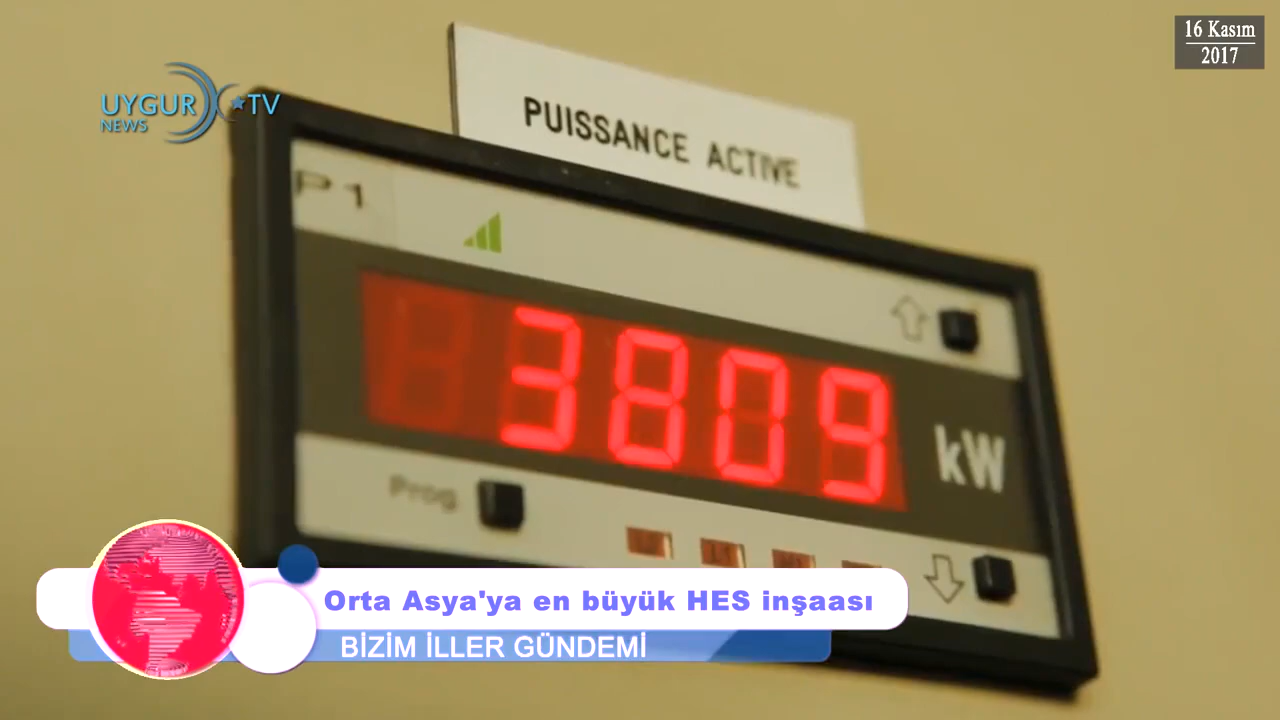 16 Kasım
2017
UYGUR TV
NEWS
PUISSANCE ACTIVE
P1
3809 kW
Prog
Orta Asya'ya en büyük HES inşaası
BİZİM İLLER GÜNDEMİ